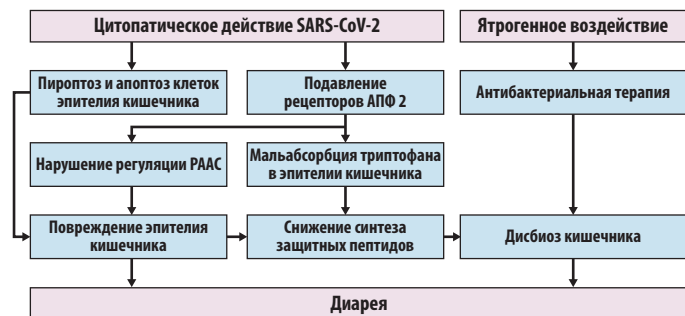 Цитопатическое действие SARS-CoV-2
Ятрогенное воздействие
Пироптоз и апоптоз клеток
эпителия кишечника
Подавление
рецепторов АПФ 2
Антибактериальная терапия
Нарушение регуляции РААС
Мальабсорбция триптофана
в эпителии кишечника
Повреждение эпителия
кишечника
Снижение синтеза
защитных пептидов
Дисбиоз кишечника
Диарея